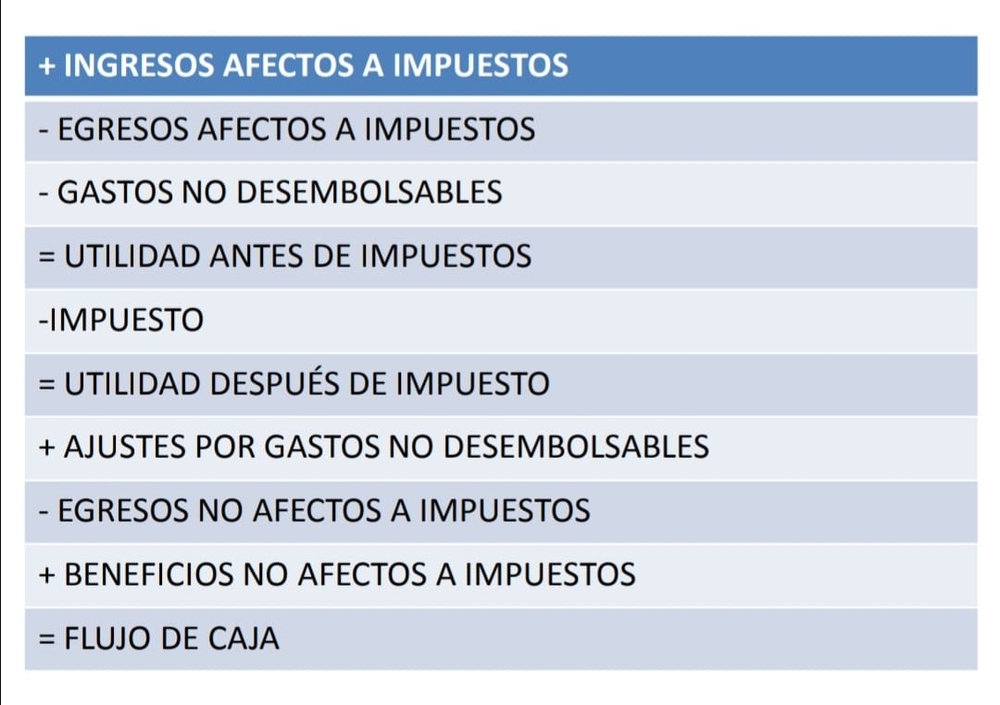 + INGRESOS AFECTOS A IMPUESTOS
- EGRESOS AFECTOS A IMPUESTOS
- GASTOS NO DESEMBOLSABLES
= UTILIDAD ANTES DE IMPUESTOS
-IMPUESTO
= UTILIDAD DESPUÉS DE IMPUESTO
+ AJUSTES POR GASTOS NO DESEMBOLSABLES
- EGRESOS NO AFECTOS A IMPUESTOS
+ BENEFICIOS NO AFECTOS A IMPUESTOS
= FLUJO DE CAJA